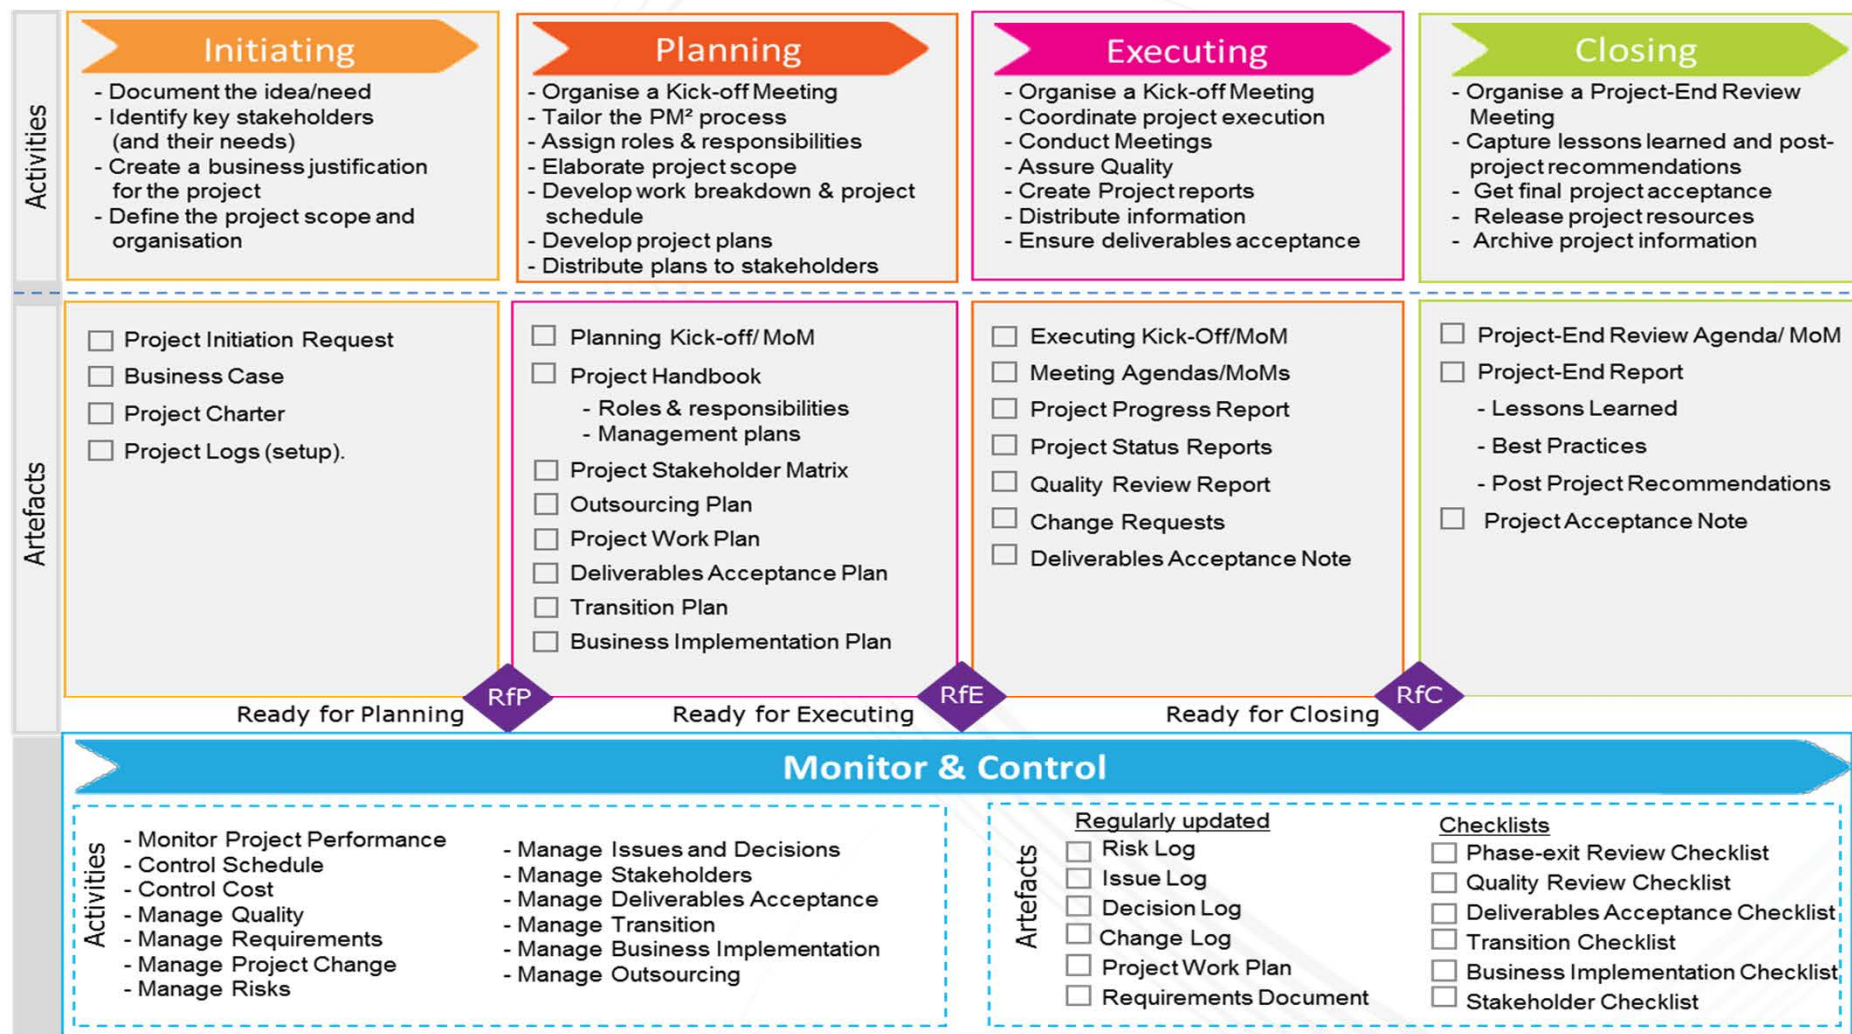 Activities
Initiating
- Document the idea/need
- Identify key stakeholders
(and their needs)
- Create a business justification
for the project
- Define the project scope and
organisation
Planning
- Organise a Kick-off Meeting
- Tailor the PM² process
- Assign roles & responsibilities
- Elaborate project scope
- Develop work breakdown & project
schedule
- Develop project plans
- Distribute plans to stakeholders
Executing
- Organise a Kick-off Meeting
- Coordinate project execution
- Conduct Meetings
- Assure Quality
- Create Project reports
- Distribute information
- Ensure deliverables acceptance
Closing
- Organise a Project-End Review
Meeting
- Capture lessons learned and post-
project recommendations
- Get final project acceptance
- Release project resources
- Archive project information
Artefacts
Project Initiation Request
Business Case
Project Charter
Project Logs (setup).
Planning Kick-off/ MoM
Project Handbook
- Roles & responsibilities
- Management plans
Project Stakeholder Matrix
Outsourcing Plan
Project Work Plan
Deliverables Acceptance Plan
Transition Plan
Business Implementation Plan
Executing Kick-Off/MoM
Meeting Agendas/MoMs
Project Progress Report
Project Status Reports
Quality Review Report
Change Requests
Deliverables Acceptance Note
Project-End Review Agenda/ MoM
Project-End Report
- Lessons Learned
- Best Practices
- Post Project Recommendations
Project Acceptance Note
Ready for Planning
RfP
Ready for Executing
RfE
Ready for Closing
RfC
Monitor & Control
Activities
- Monitor Project Performance
- Control Schedule
- Control Cost
- Manage Quality
- Manage Requirements
- Manage Project Change
- Manage Risks
- Manage Issues and Decisions
- Manage Stakeholders
- Manage Deliverables Acceptance
- Manage Transition
- Manage Business Implementation
- Manage Outsourcing
Artefacts
Regularly updated
Risk Log
Issue Log
Decision Log
Change Log
Project Work Plan
Requirements Document
Checklists
Phase-exit Review Checklist
Quality Review Checklist
Deliverables Acceptance Checklist
Transition Checklist
Business Implementation Checklist
Stakeholder Checklist